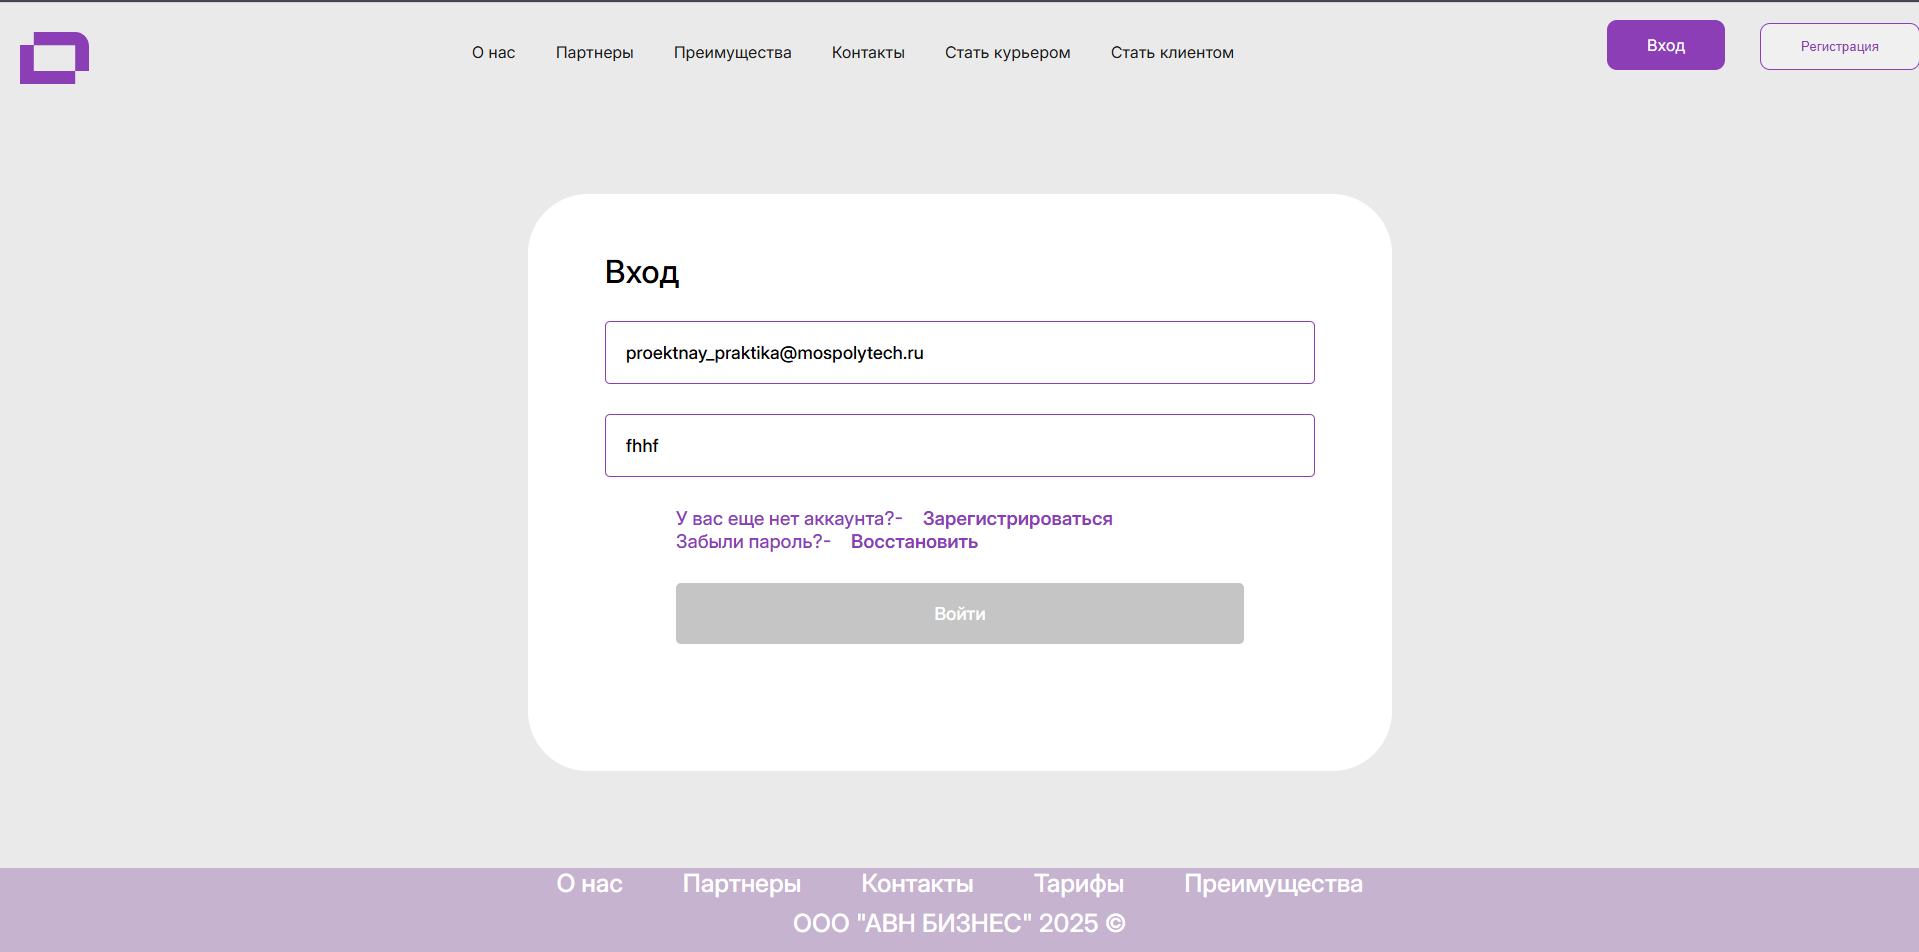 О нас Партнеры Преимущества Контакты Стать курьером Стать клиентом Вход Регистрация
Вход
proektnay_praktika@mospolytech.ru
fhhf
У вас еще нет аккаунта?- Зарегистрироваться
Забыли пароль?- Восстановить
Войти
О нас Партнеры Контакты Тарифы Преимущества
ООО "АВН БИЗНЕС" 2025 ©